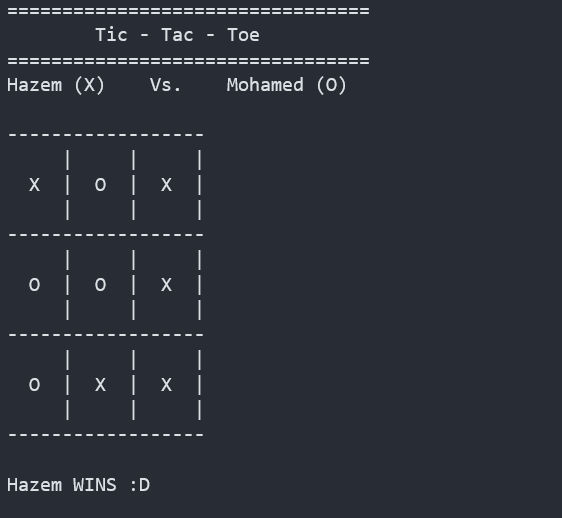 =================================
        Tic - Tac - Toe
=================================
Hazem (X)    Vs.    Mohamed (O)

------------------
     |     |     |
  X  |  O  |  X  |
     |     |     |
------------------
     |     |     |
  O  |  O  |  X  |
     |     |     |
------------------
     |     |     |
  O  |  X  |  X  |
     |     |     |
------------------

Hazem WINS :D